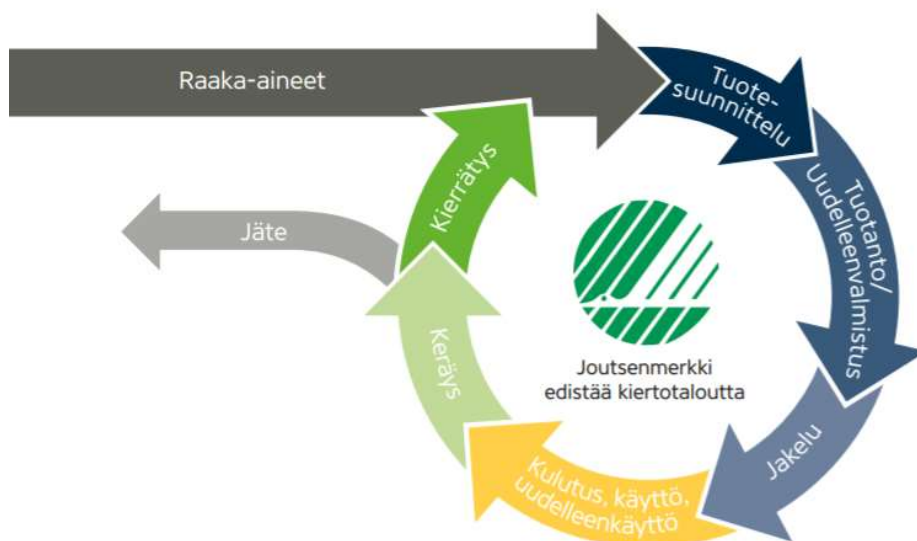 Raaka-aineet
Tuote-
suunnittelu
Tuotanto/
Uudelleenvalmistus
Jakelu
Kulutus, käyttö,
uudelleenkäyttö
Keräys
Kierrätys
Jäte
Joutsenmerkki
edistää kiertotaloutta